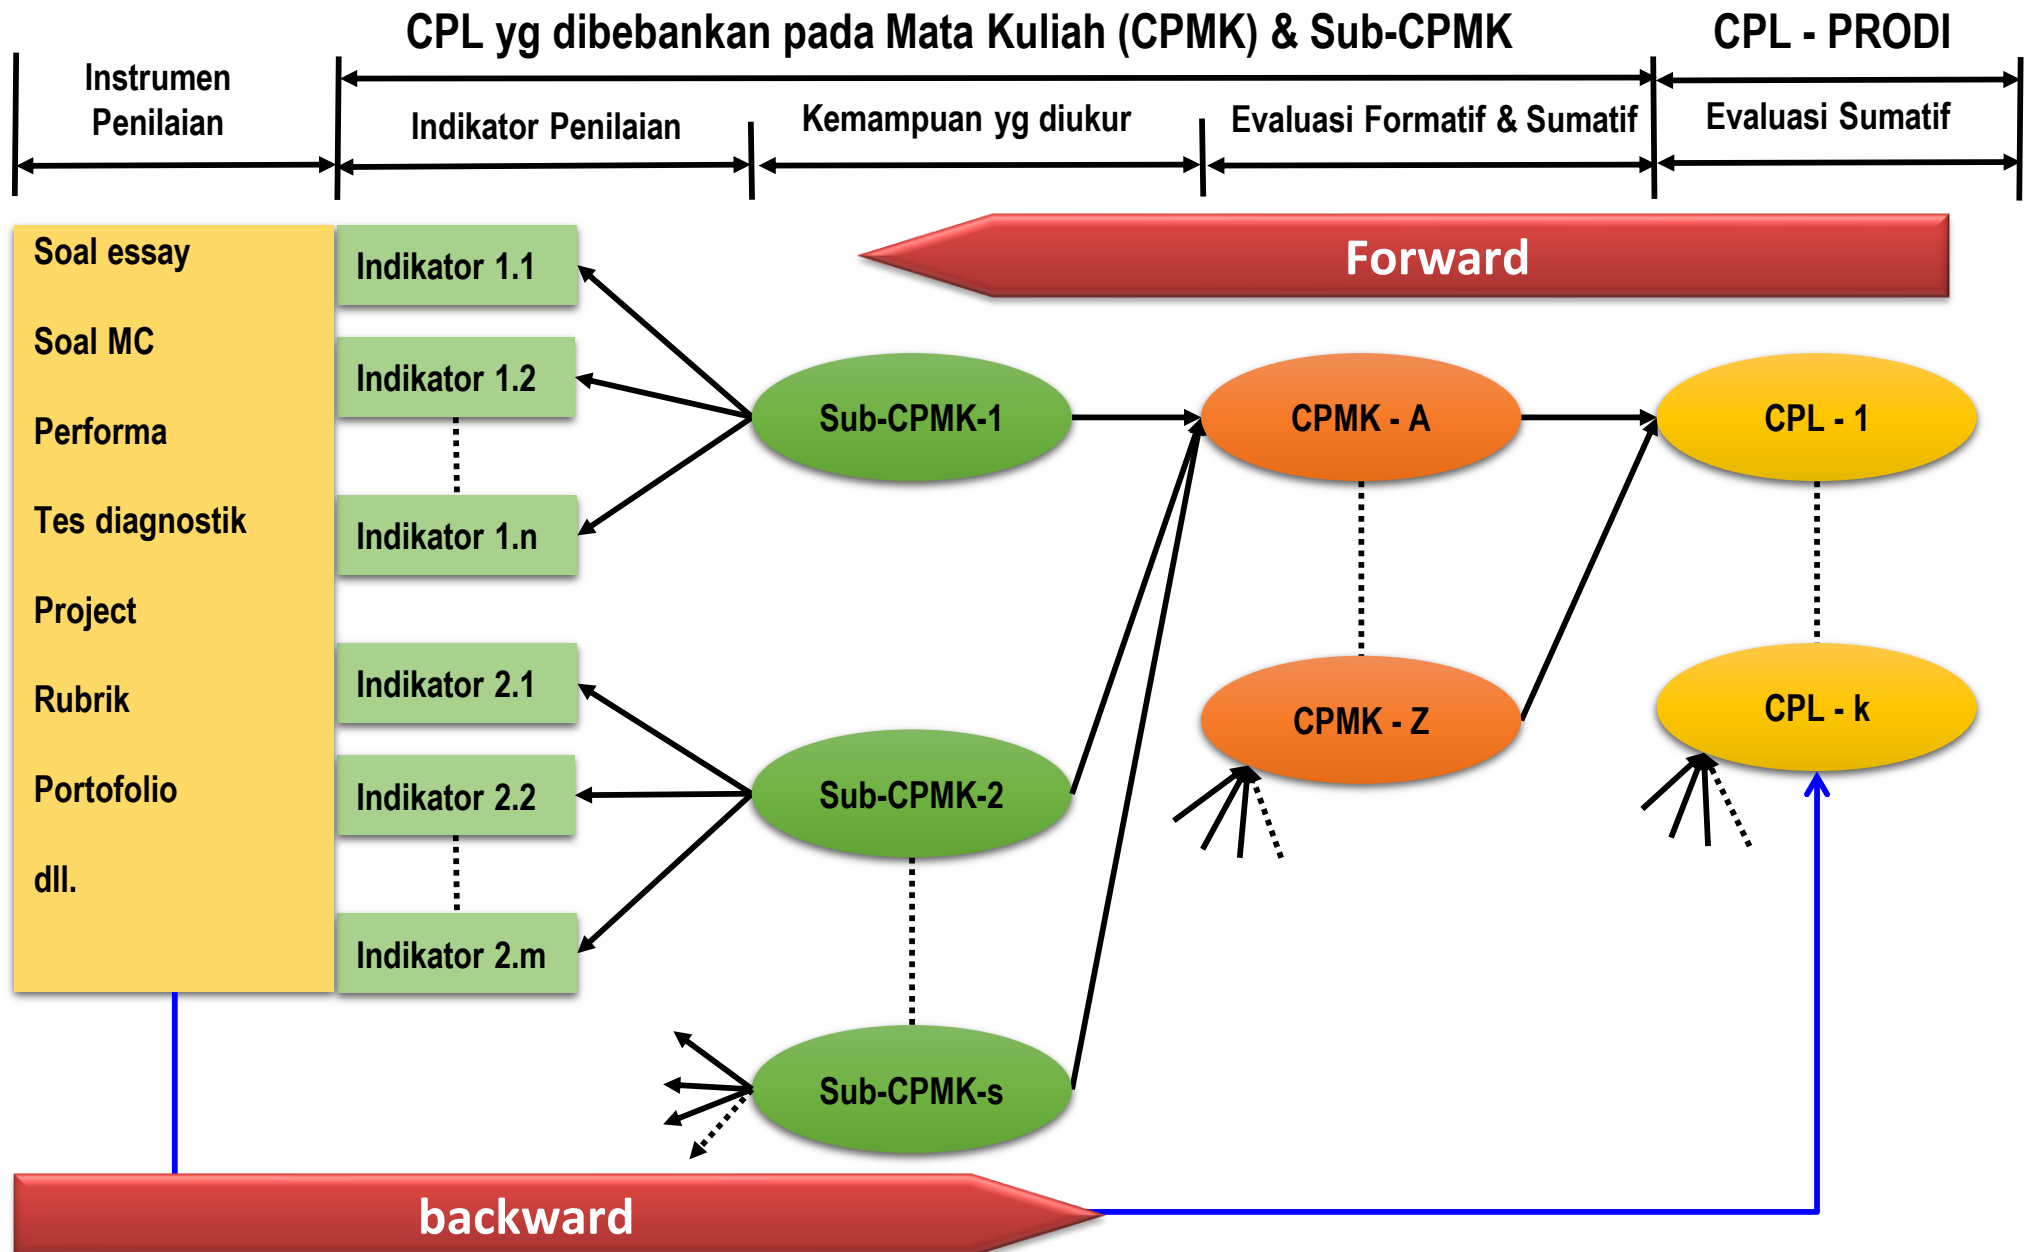 CPL yg dibebankan pada Mata Kuliah (CPMK) & Sub-CPMK
CPL - PRODI
Instrumen
Penilaian
Indikator Penilaian
Kemampuan yg diukur
Evaluasi Formatif & Sumatif
Evaluasi Sumatif
Forward
Soal essay
Soal MC
Performa
Tes diagnostik
Project
Rubrik
Portofolio
dll.
Indikator 1.1
Indikator 1.2
Indikator 1.n
Indikator 2.1
Indikator 2.2
Indikator 2.m
Sub-CPMK-1
Sub-CPMK-2
Sub-CPMK-s
CPMK - A
CPMK - Z
CPL - 1
CPL - k
backward